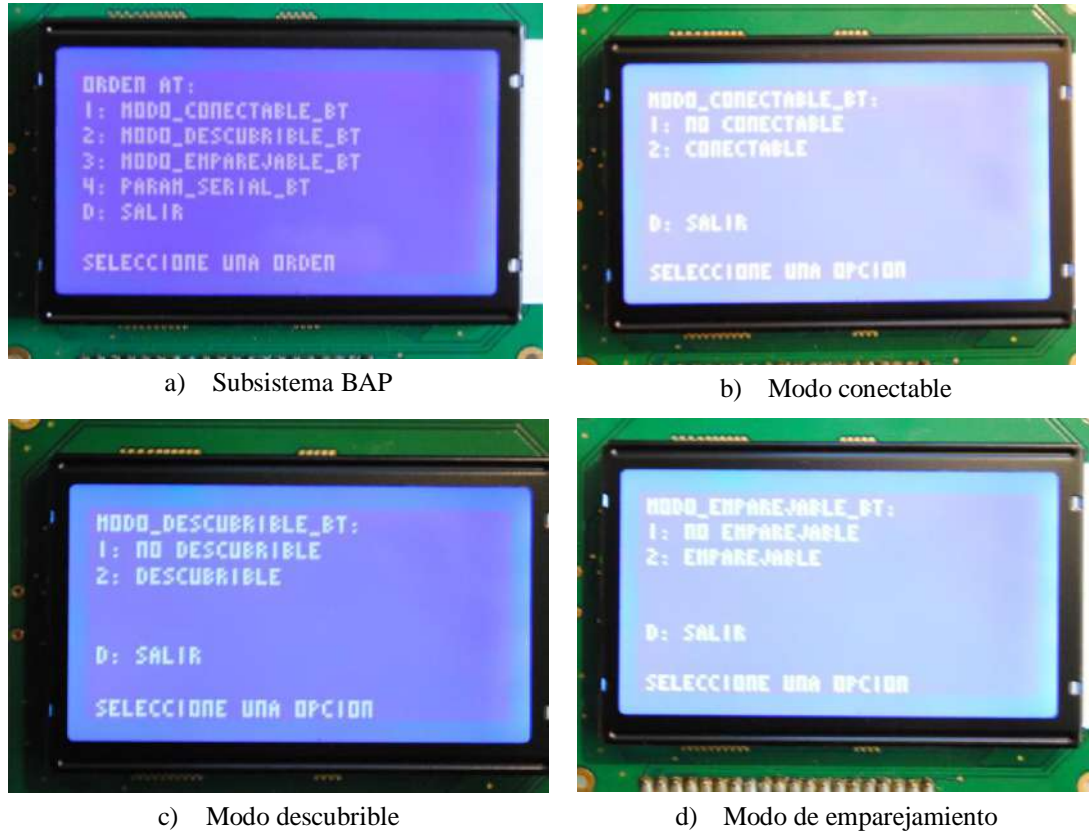 ORDEN AT:
1: MODO_CONECTABLE_BT
2: MODO_DESCUBRIBLE_BT
3: MODO_EMPAREJABLE_BT
4: PARAM_SERIAL_BT
D: SALIR
SELECCIONE UNA ORDEN
a) Subsistema BAP
MODO_CONECTABLE_BT:
1: NO CONECTABLE
2: CONECTABLE
D: SALIR
SELECCIONE UNA OPCION
b) Modo conectable
MODO_DESCUBRIBLE_BT:
1: NO DESCUBRIBLE
2: DESCUBRIBLE
D: SALIR
SELECCIONE UNA OPCION
c) Modo descubrible
MODO_EMPAREJABLE_BT:
1: NO EMPAREJABLE
2: EMPAREJABLE
D: SALIR
SELECCIONE UNA OPCION
d) Modo de emparejamiento